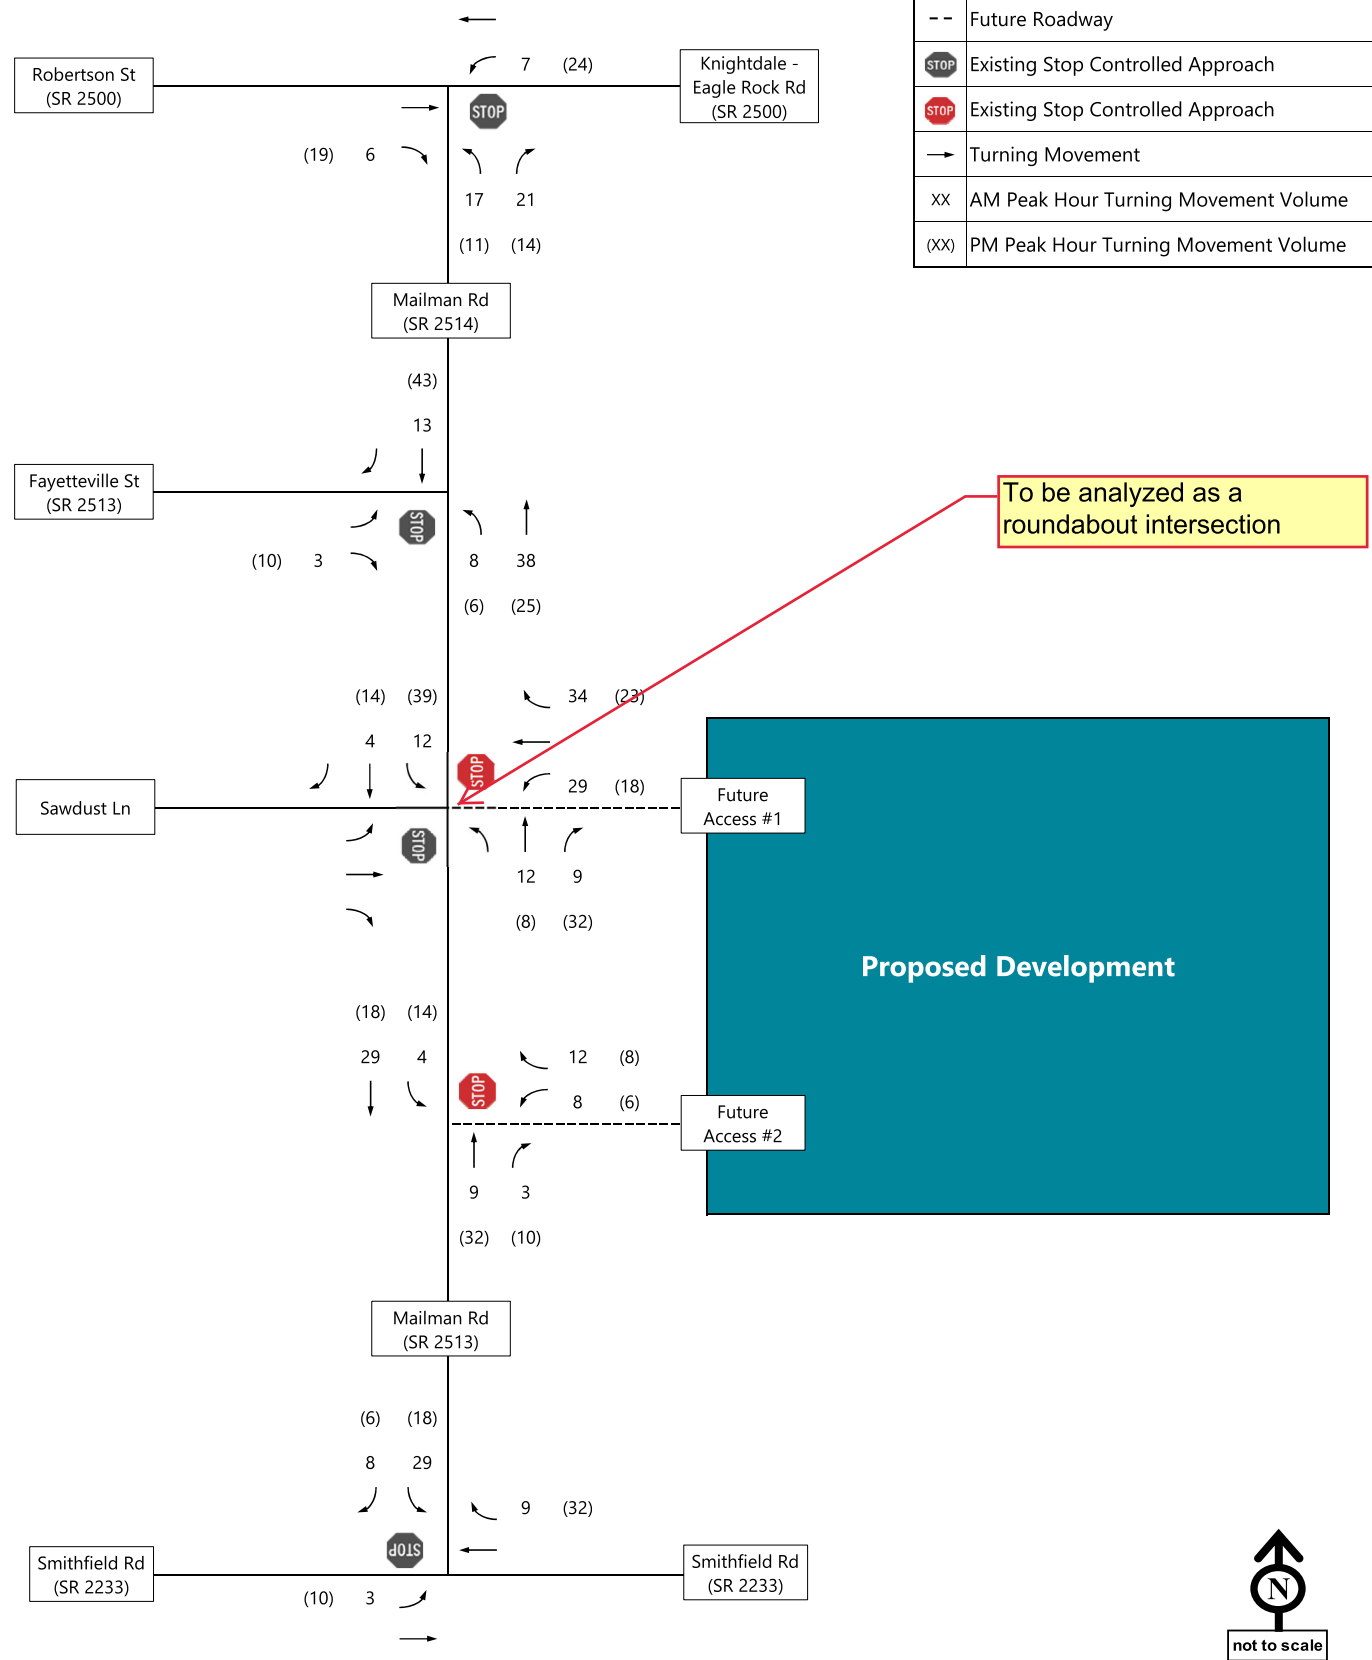 -- Future Roadway
STOP Existing Stop Controlled Approach
STOP Existing Stop Controlled Approach
Turning Movement
XX AM Peak Hour Turning Movement Volume
(XX) PM Peak Hour Turning Movement Volume
7 (24)
Robertson St
(SR 2500)
Knightdale -
Eagle Rock Rd
(SR 2500)
STOP
(19) 6
17 21
(11) (14)
Mailman Rd
(SR 2514)
(43)
13
Fayetteville St
(SR 2513)
To be analyzed as a
roundabout intersection
STOP
(10) 3
8 38
(6) (25)
(14) (39)
34 (23)
4 12
STOP
29 (18)
Sawdust Ln
Future
Access #1
STOP
12 9
(8) (32)
Proposed Development
(18) (14)
29 4
12 (8)
STOP
8 (6)
Future
Access #2
9 3
(32) (10)
Mailman Rd
(SR 2513)
(6) (18)
8 29
9 (32)
STOP
Smithfield Rd
(SR 2233)
Smithfield Rd
(SR 2233)
(10) 3
N
not to scale